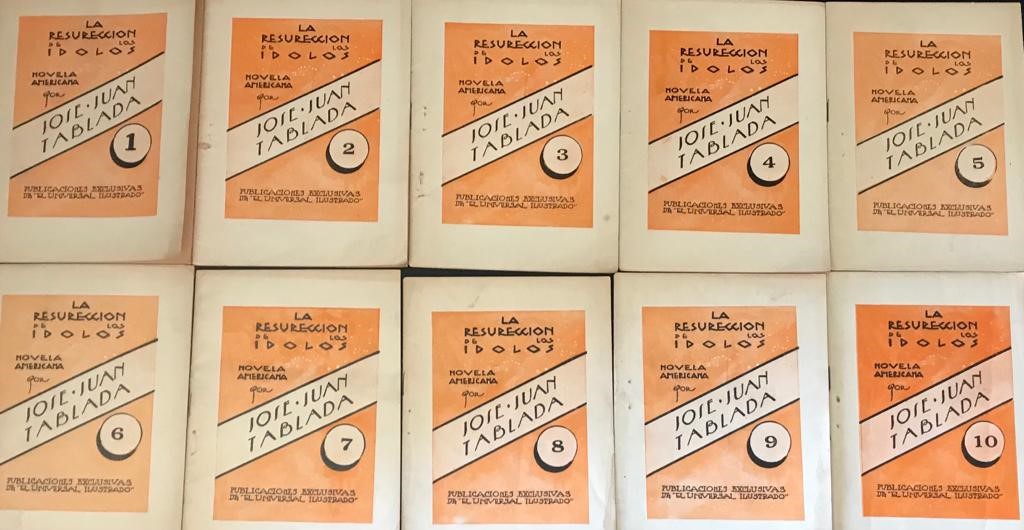 LA
RESURECCION
DE LOS
IDOLOS
NOVELA
AMERICANA
por
JOSE·JUAN
TABLADA
1
PUBLICACIONES EXCLUSIVAS
DE "EL UNIVERSAL ILUSTRADO"
LA
RESURECCION
DE LOS
IDOLOS
NOVELA
AMERICANA
por
JOSE·JUAN
TABLADA
2
PUBLICACIONES EXCLUSIVAS
DE "EL UNIVERSAL ILUSTRADO"
LA
RESURECCION
DE LOS
IDOLOS
NOVELA
AMERICANA
por
JOSE·JUAN
TABLADA
3
PUBLICACIONES EXCLUSIVAS
DE "EL UNIVERSAL ILUSTRADO"
LA
RESURECCION
DE LOS
IDOLOS
NOVELA
AMERICANA
por
JOSE·JUAN
TABLADA
4
PUBLICACIONES EXCLUSIVAS
DE "EL UNIVERSAL ILUSTRADO"
LA
RESURECCION
DE LOS
IDOLOS
NOVELA
AMERICANA
por
JOSE·JUAN
TABLADA
5
PUBLICACIONES EXCLUSIVAS
DE "EL UNIVERSAL ILUSTRADO"
LA
RESURECCION
DE LOS
IDOLOS
NOVELA
AMERICANA
por
JOSE·JUAN
TABLADA
6
PUBLICACIONES EXCLUSIVAS
DE "EL UNIVERSAL ILUSTRADO"
LA
RESURECCION
DE LOS
IDOLOS
NOVELA
AMERICANA
por
JOSE·JUAN
TABLADA
7
PUBLICACIONES EXCLUSIVAS
DE "EL UNIVERSAL ILUSTRADO"
LA
RESURECCION
DE LOS
IDOLOS
NOVELA
AMERICANA
por
JOSE·JUAN
TABLADA
8
PUBLICACIONES EXCLUSIVAS
DE "EL UNIVERSAL ILUSTRADO"
LA
RESURECCION
DE LOS
IDOLOS
NOVELA
AMERICANA
por
JOSE·JUAN
TABLADA
9
PUBLICACIONES EXCLUSIVAS
DE "EL UNIVERSAL ILUSTRADO"
LA
RESURECCION
DE LOS
IDOLOS
NOVELA
AMERICANA
por
JOSE·JUAN
TABLADA
10
PUBLICACIONES EXCLUSIVAS
DE "EL UNIVERSAL ILUSTRADO"